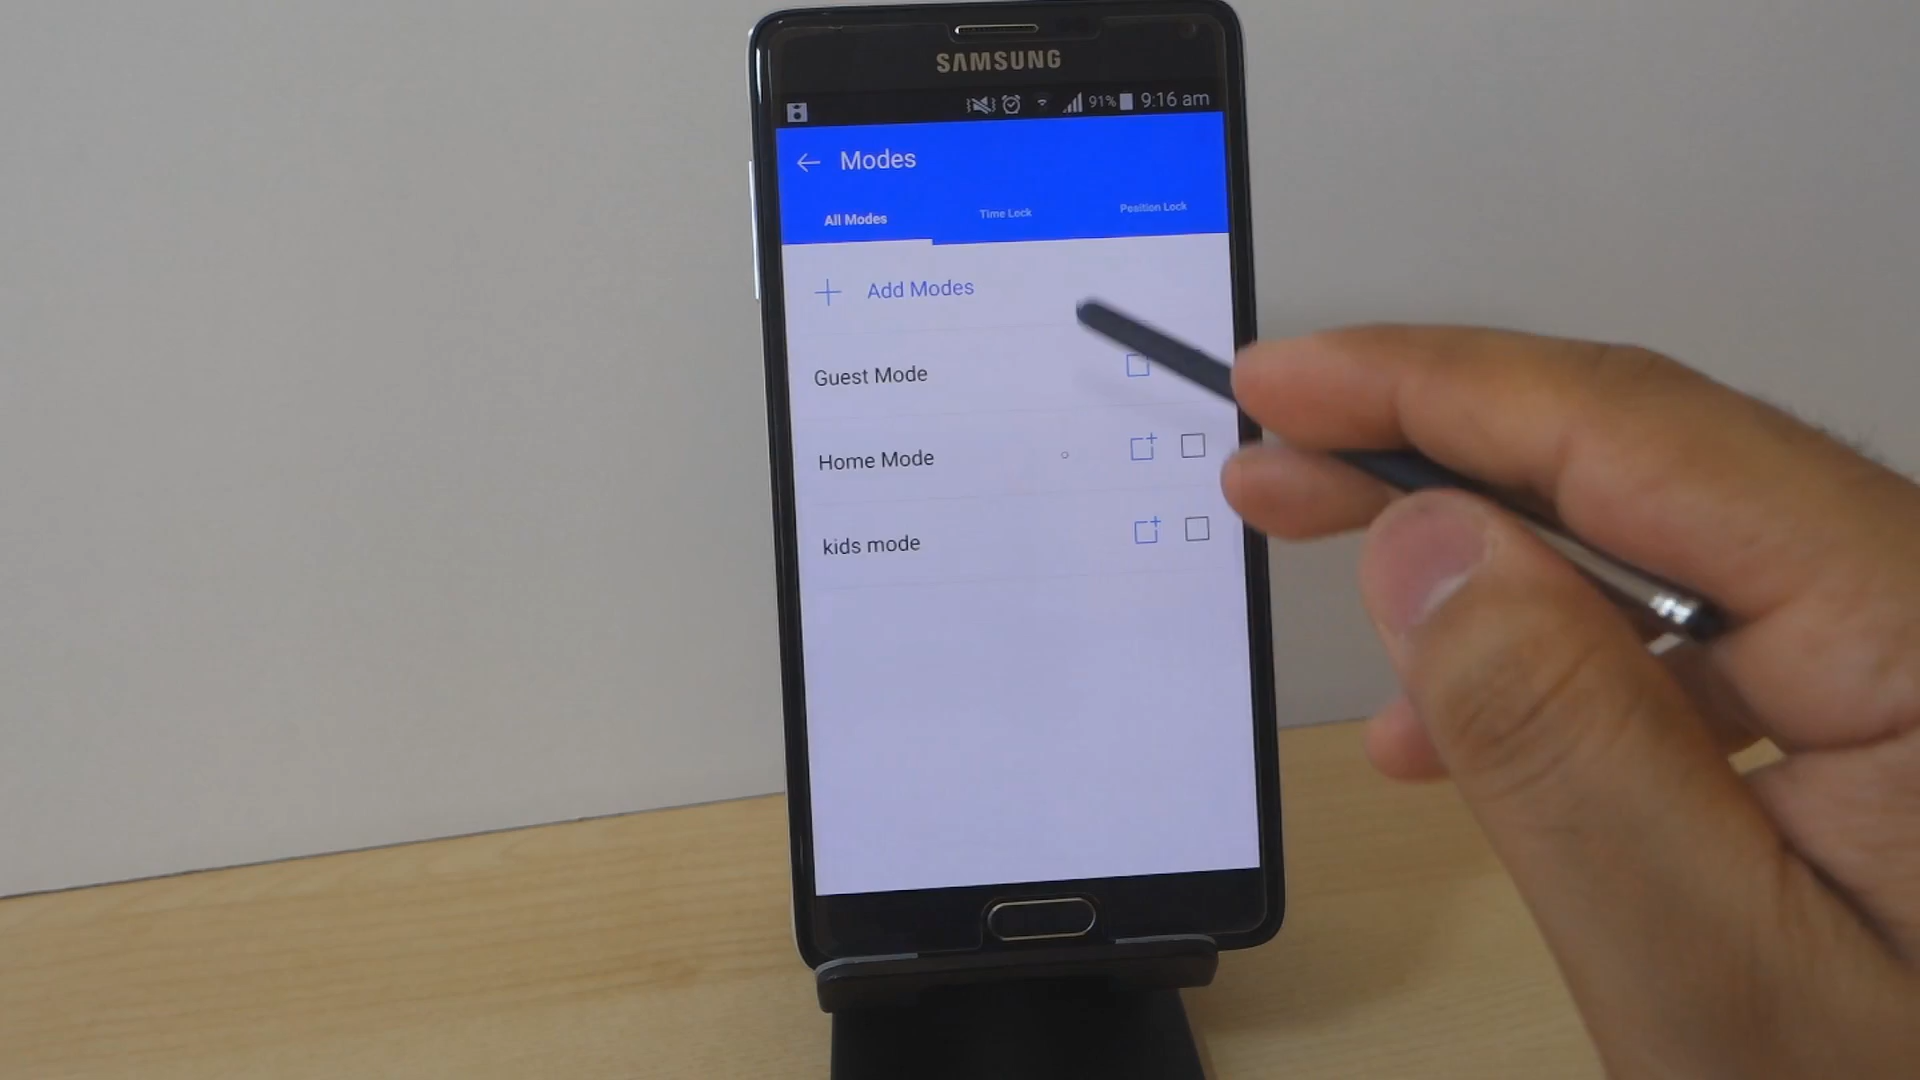 SAMSUNG
91% 9:16 am
Modes
All Modes Time Lock Position Lock
Add Modes
Guest Mode
Home Mode
kids mode